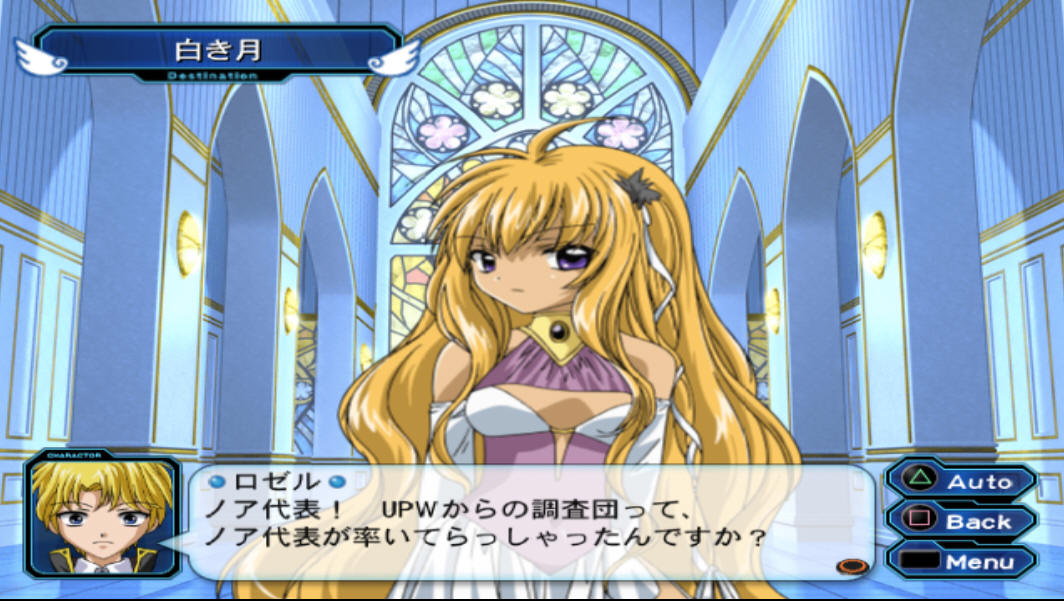 白き月
Destination
CHARACTOR
ロゼル
ノア代表！　UPWからの調査団って、
ノア代表が率いてらっしゃったんですか？
Auto
Back
Menu